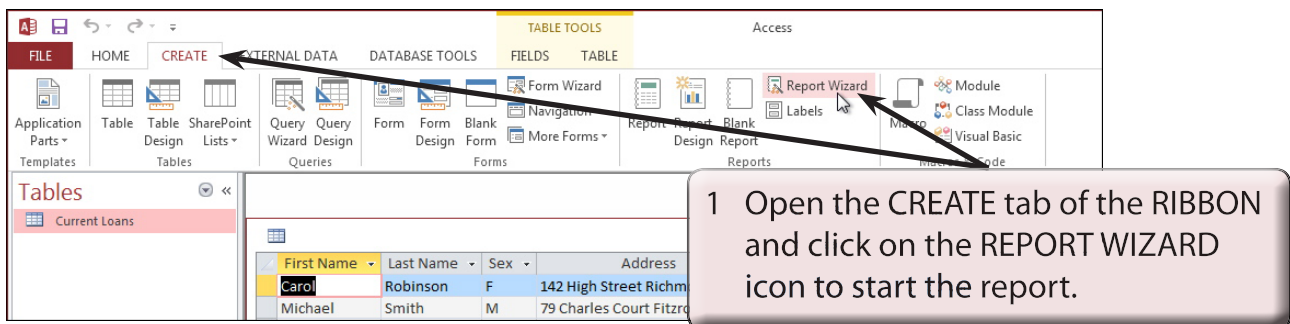 TABLE TOOLS Access
FILE HOME CREATE EXTERNAL DATA DATABASE TOOLS FIELDS TABLE
Application Parts Table Table Design SharePoint Lists Query Wizard Query Design Form Form Design Blank Form Form Wizard Navigation More Forms Report Report Design Blank Report Report Wizard Labels Macro Module Class Module Visual Basic
Templates Tables Queries Forms Reports Macros & Code
Tables «
Current Loans
First Name Last Name Sex Address
Carol Robinson F 142 High Street Richm
Michael Smith M 79 Charles Court Fitzro
1 Open the CREATE tab of the RIBBON
and click on the REPORT WIZARD
icon to start the report.